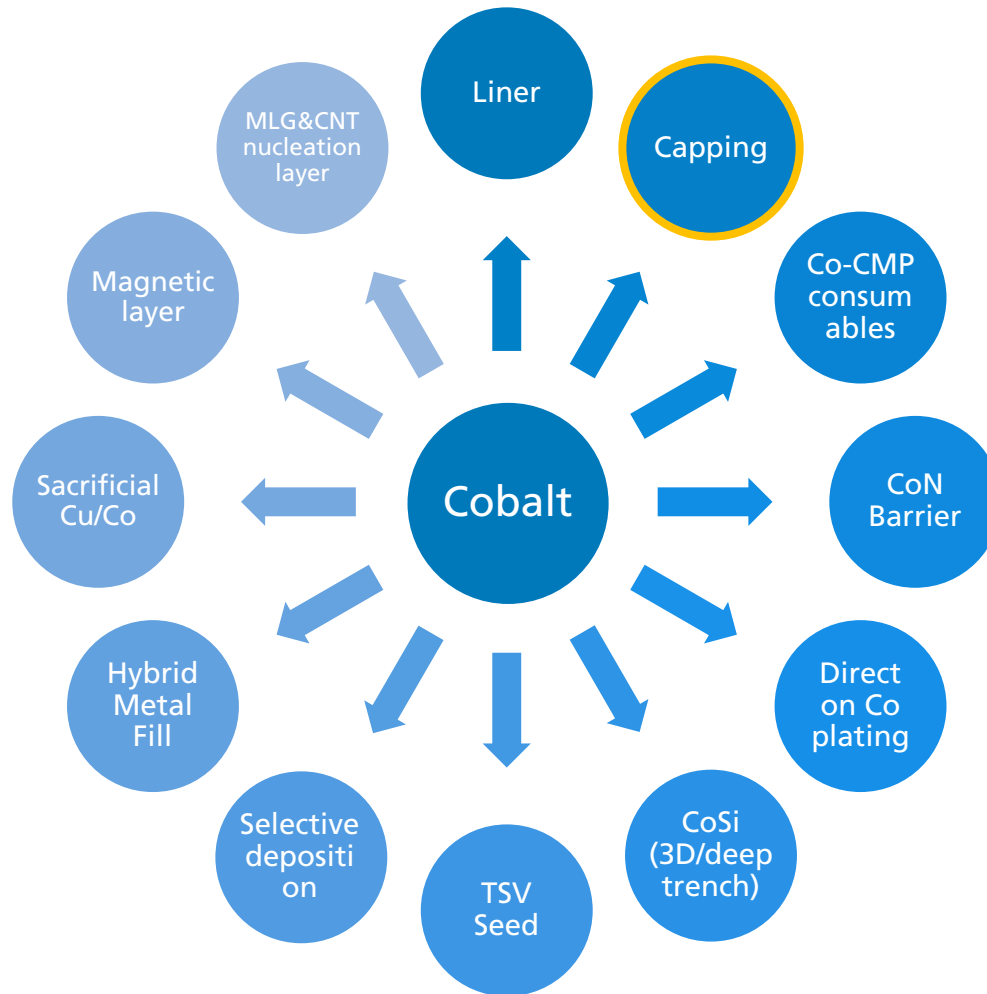 Liner
Capping
Co-CMP
consum
ables
CoN
Barrier
Direct
on Co
plating
CoSi
(3D/deep
trench)
TSV
Seed
Selective
depositi
on
Hybrid
Metal
Fill
Sacrificial
Cu/Co
Magnetic
layer
MLG&CNT
nucleation
layer
Cobalt